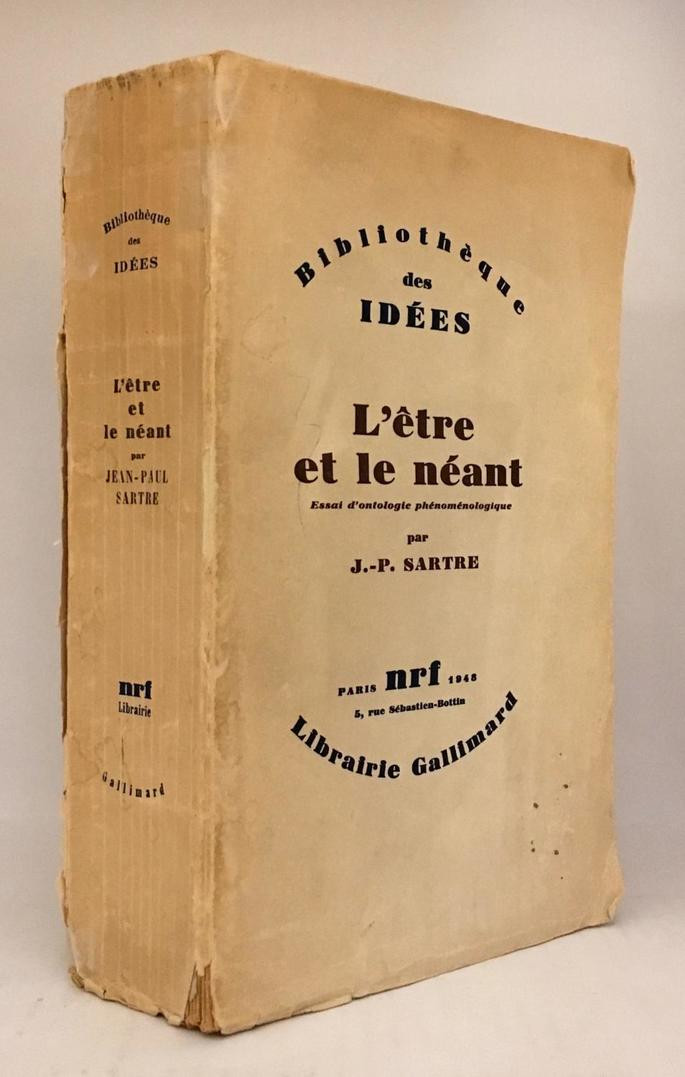 Bibliothèque
des
IDÉES
L'être
et
le néant
par
JEAN-PAUL
SARTRE
nrf
Librairie
Gallimard
Bibliothèque
des
IDÉES
L'être
et le néant
Essai d'ontologie phénoménologique
par
J.-P. SARTRE
PARIS nrf 1948
5, rue Sébastien-Bottin
Librairie Gallimard